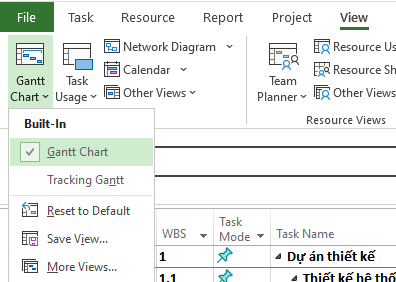 File Task Resource Report Project View
Gantt Chart
Task Usage
Network Diagram
Calendar
Other Views
Team Planner
Resource Us
Resource Sh
Other Views
Resource Views
Built-In
Gantt Chart
Tracking Gantt
Reset to Default
Save View...
More Views...
WBS Task Mode Task Name
1 Dự án thiết kế
1.1 Thiết kế hệ thố